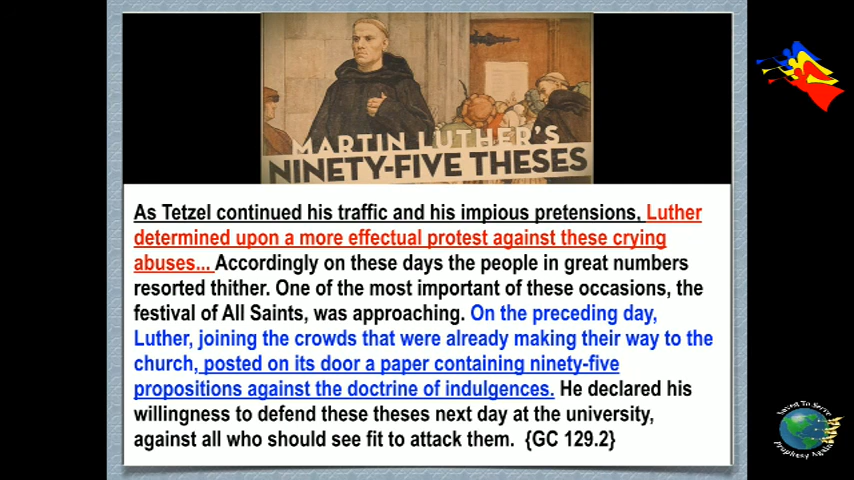 MARTIN LUTHER'S
NINETY-FIVE THESES
As Tetzel continued his traffic and his impious pretensions, Luther
determined upon a more effectual protest against these crying
abuses... Accordingly on these days the people in great numbers
resorted thither. One of the most important of these occasions, the
festival of All Saints, was approaching. On the preceding day,
Luther, joining the crowds that were already making their way to the
church, posted on its door a paper containing ninety-five
propositions against the doctrine of indulgences. He declared his
willingness to defend these theses next day at the university,
against all who should see fit to attack them. {GC 129.2}
Saved To Serve
Prophesy Again